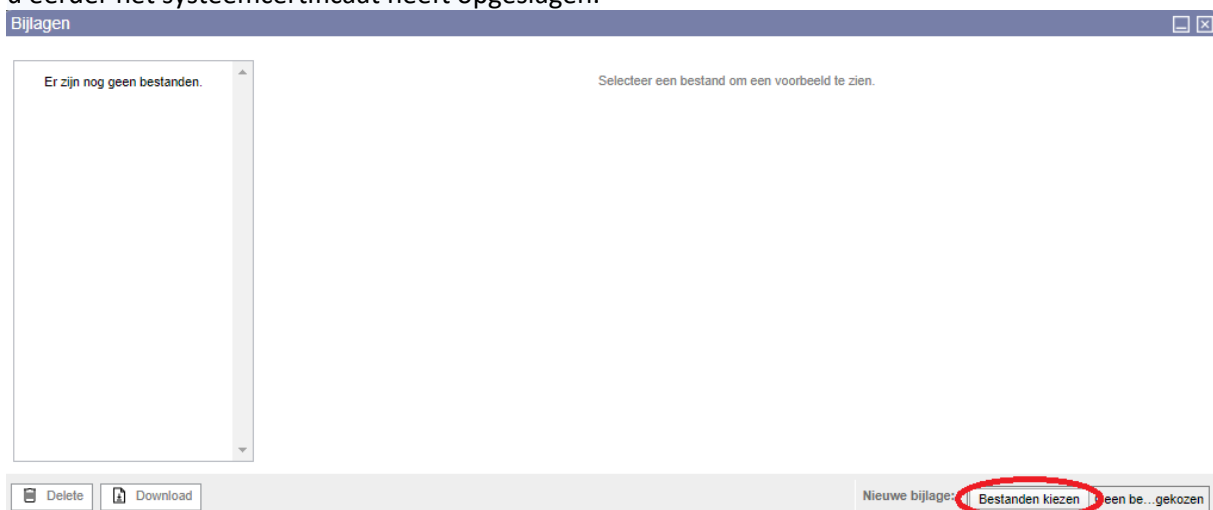 u eerder het systeemcertificaat heeft opgeslagen.
Bijlagen
Er zijn nog geen bestanden.
Selecteer een bestand om een voorbeeld te zien.
Delete
Download
Nieuwe bijlage:
Bestanden kiezen
een be...gekozen